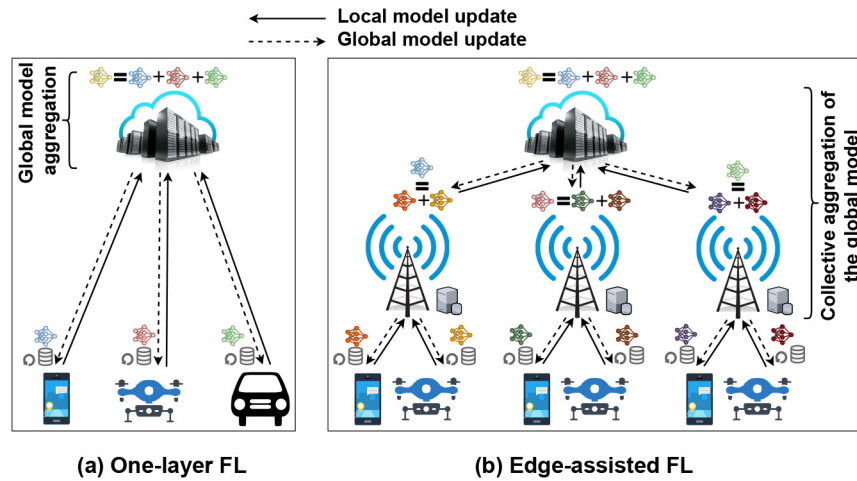 Local model update
Global model update
Global model
aggregation
= + +
= + +
Collective aggregation of
the global model
=
+
= +
=
+
(a) One-layer FL
(b) Edge-assisted FL